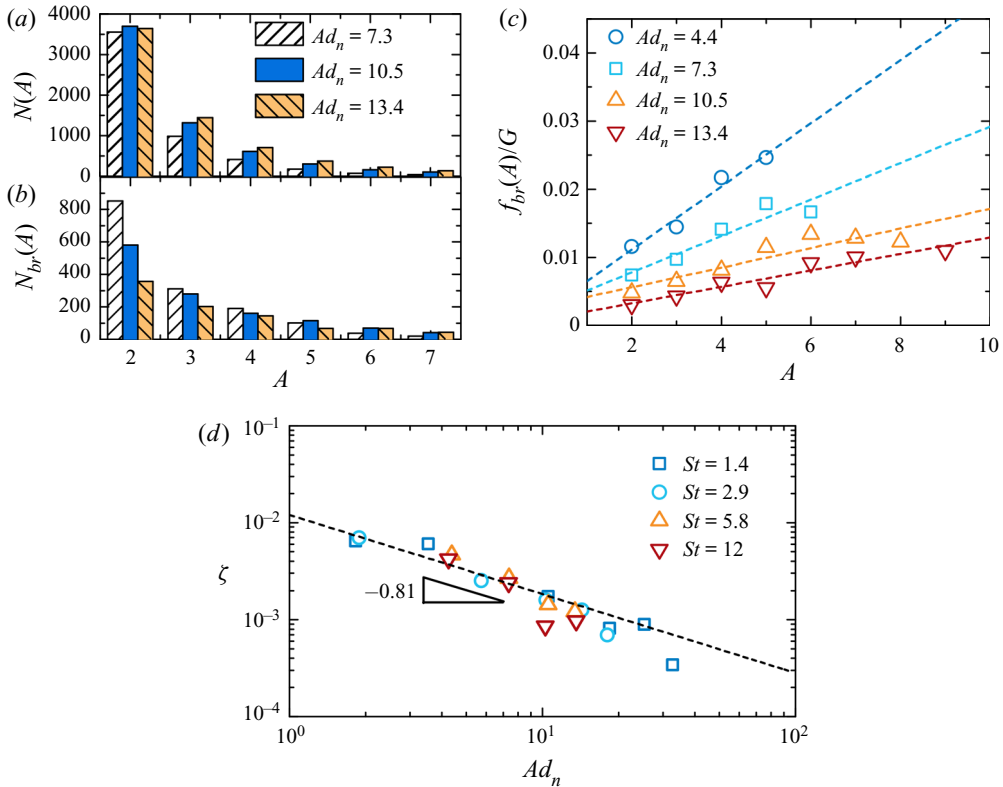 (a)
4000
3000
2000
1000
0
N(A)
Ad_n = 7.3
Ad_n = 10.5
Ad_n = 13.4
(b)
800
600
400
200
0
N_br(A)
2 3 4 5 6 7
A
(c)
0.04
0.03
0.02
0.01
0
f_br(A)/G
Ad_n = 4.4
Ad_n = 7.3
Ad_n = 10.5
Ad_n = 13.4
2 4 6 8 10
A
(d)
10^−1
10^−2
10^−3
10^−4
ζ
St = 1.4
St = 2.9
St = 5.8
St = 12
−0.81
10^0 10^1 10^2
Ad_n